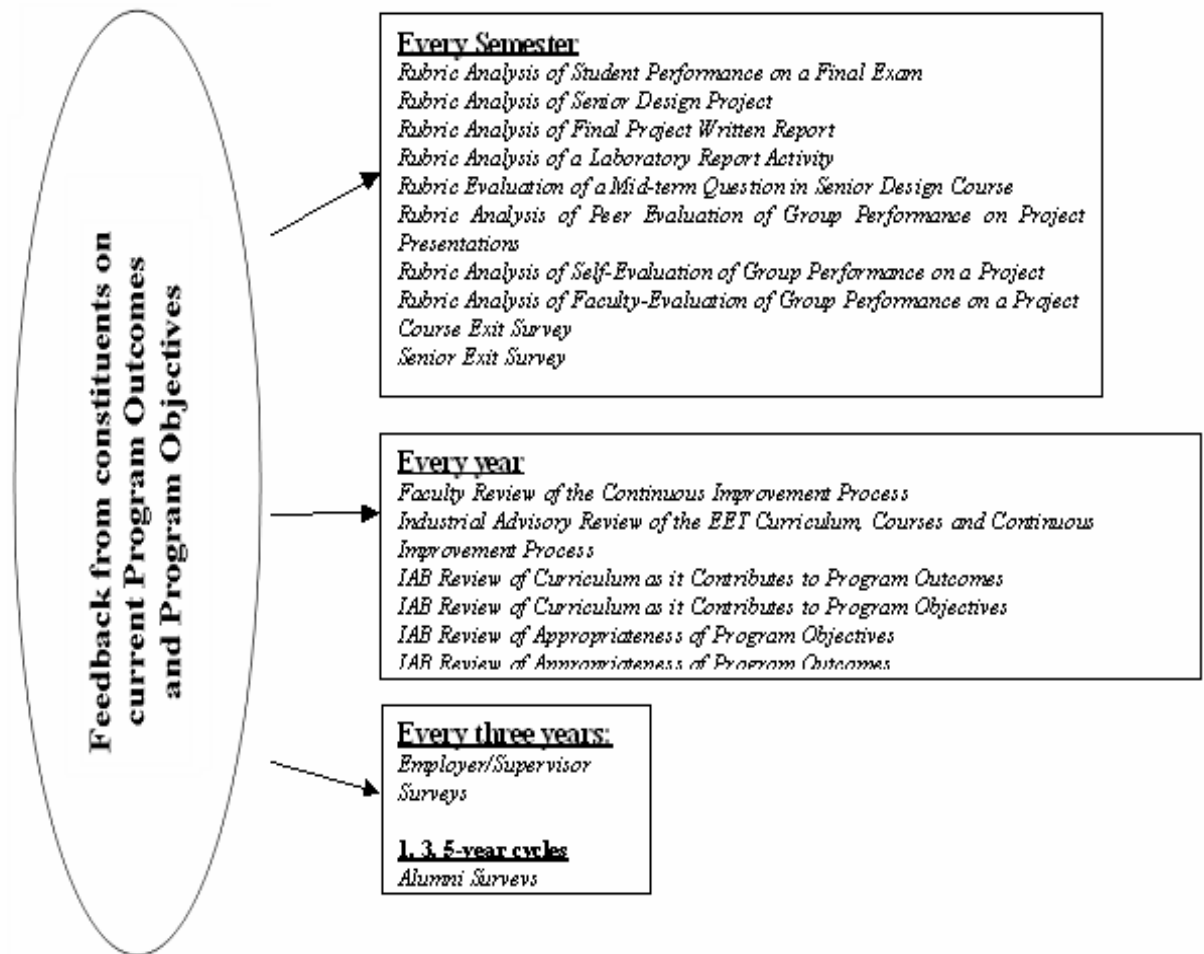 Feedback from constituents on
current Program Outcomes
and Program Objectives
Every Semester
Rubric Analysis of Student Performance on a Final Exam
Rubric Analysis of Senior Design Project
Rubric Analysis of Final Project Written Report
Rubric Analysis of a Laboratory Report Activity
Rubric Evaluation of a Mid-term Question in Senior Design Course
Rubric Analysis of Peer Evaluation of Group Performance on Project
Presentations
Rubric Analysis of Self-Evaluation of Group Performance on a Project
Rubric Analysis of Faculty-Evaluation of Group Performance on a Project
Course Exit Survey
Senior Exit Survey
Every year
Faculty Review of the Continuous Improvement Process
Industrial Advisory Review of the EET Curriculum, Courses and Continuous
Improvement Process
IAB Review of Curriculum as it Contributes to Program Outcomes
IAB Review of Curriculum as it Contributes to Program Objectives
IAB Review of Appropriateness of Program Objectives
IAB Review of Appropriateness of Program Outcomes
Every three years:
Employer/Supervisor
Surveys
1, 3, 5-year cycles
Alumni Surveys